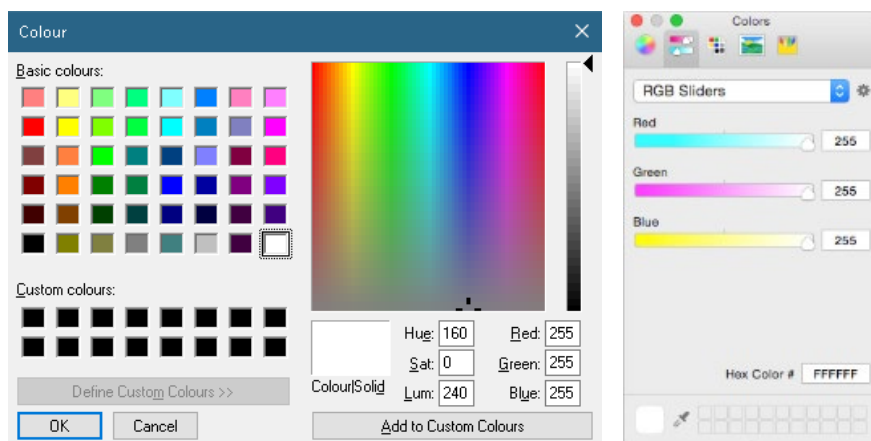 Colour
Basic colours:
Custom colours:
Define Custom Colours >>
OK
Cancel
Colour|Solid
Hue: 160
Sat: 0
Lum: 240
Red: 255
Green: 255
Blue: 255
Add to Custom Colours
Colors
RGB Sliders
Red
255
Green
255
Blue
255
Hex Color # FFFFFF